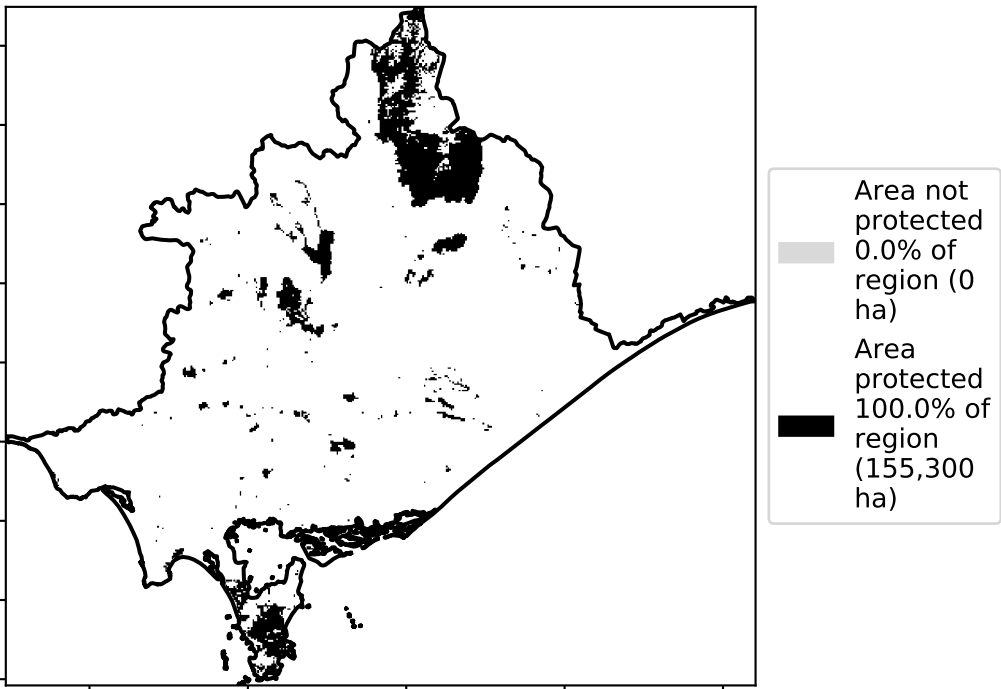 Area not
protected
0.0% of
region (0
ha)
Area
protected
100.0% of
region
(155,300
ha)